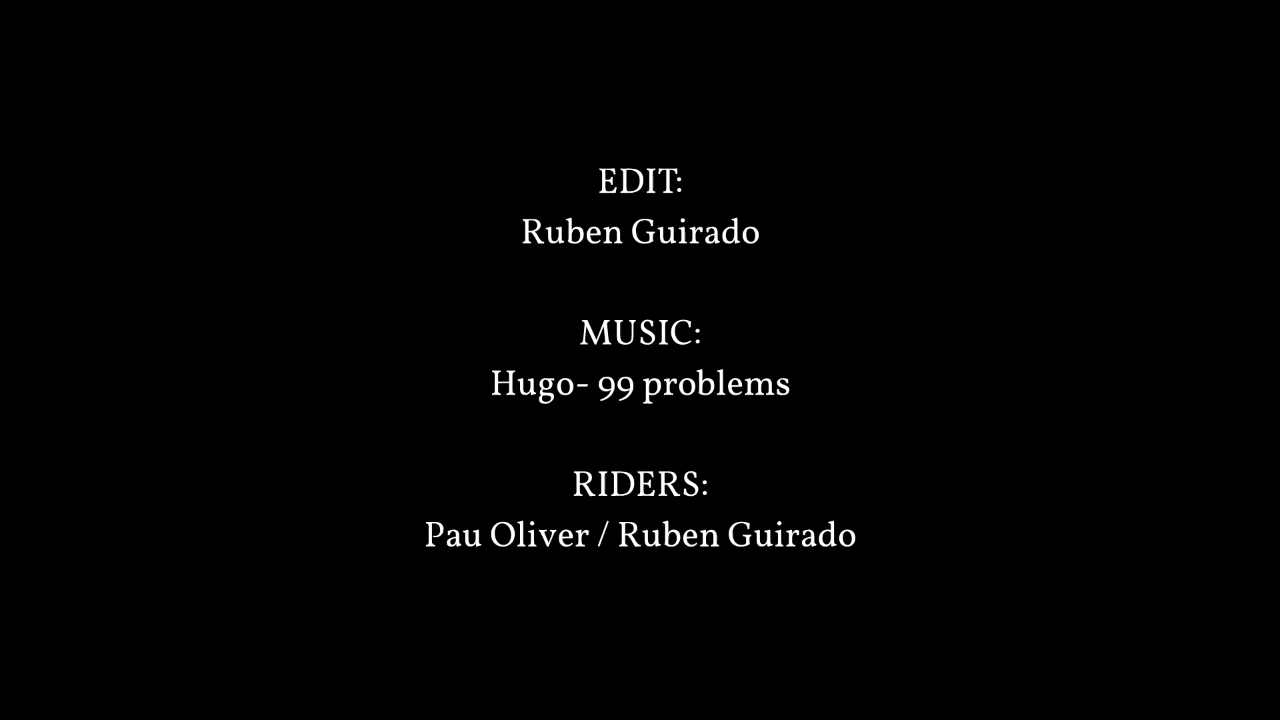 EDIT:
Ruben Guirado
MUSIC:
Hugo- 99 problems
RIDERS:
Pau Oliver / Ruben Guirado